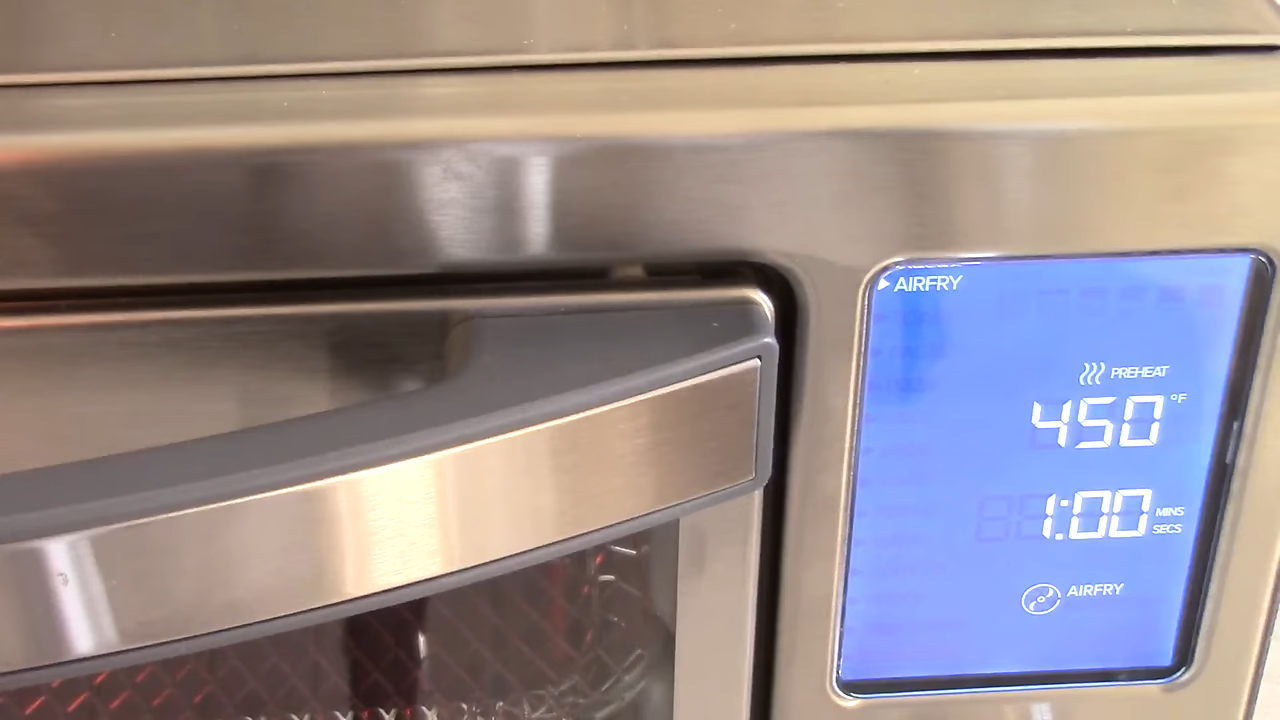 AIRFRY
PREHEAT
450 °F
1:00 MINS
SECS
AIRFRY